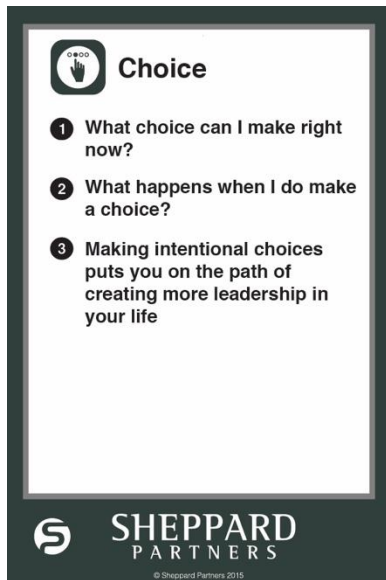 Choice
1 What choice can I make right
now?
2 What happens when I do make
a choice?
3 Making intentional choices
puts you on the path of
creating more leadership in
your life
S
SHEPPARD
PARTNERS
© Sheppard Partners 2015